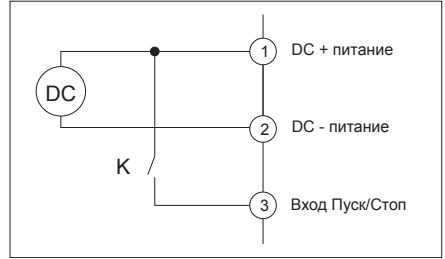 1 DC + питание
DC
2 DC - питание
K
3 Вход Пуск/Стоп